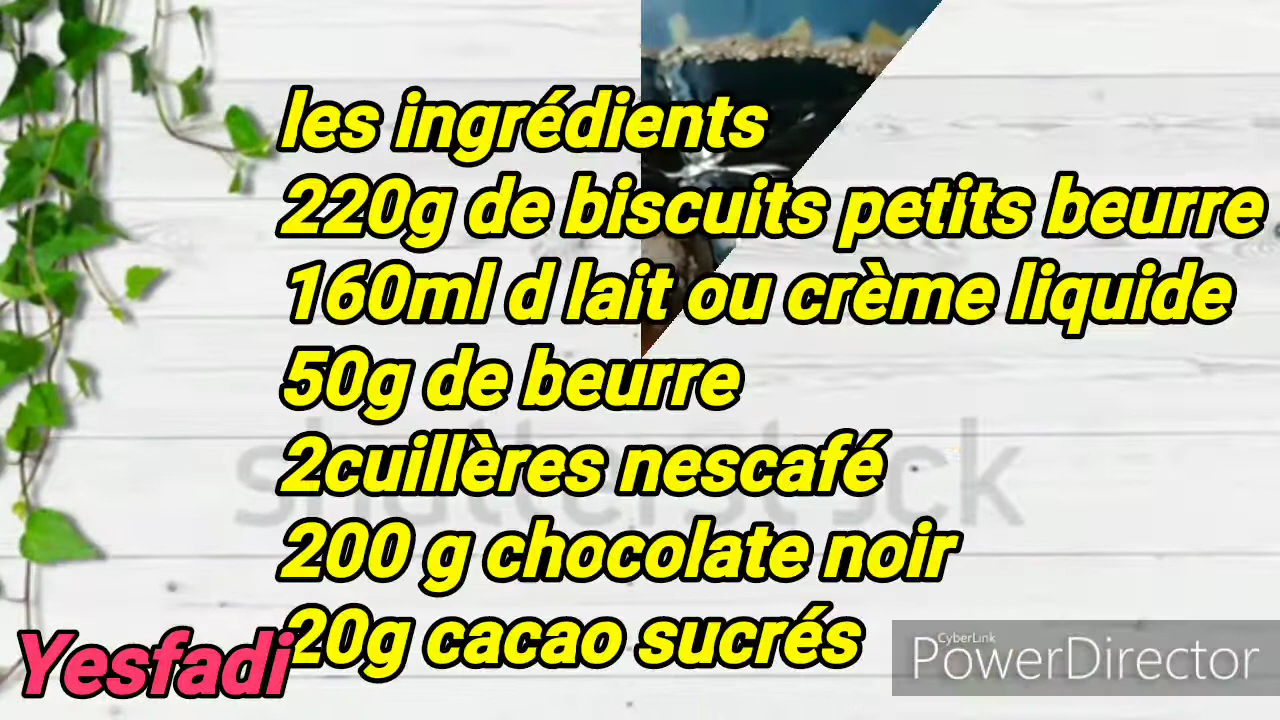 les ingrédients
220g de biscuits petits beurre
160ml d lait ou crème liquide
50g de beurre
2cuillères nescafé
200 g chocolate noir
20g cacao sucrés
Yesfadi
shutterstock
CyberLink
PowerDirector